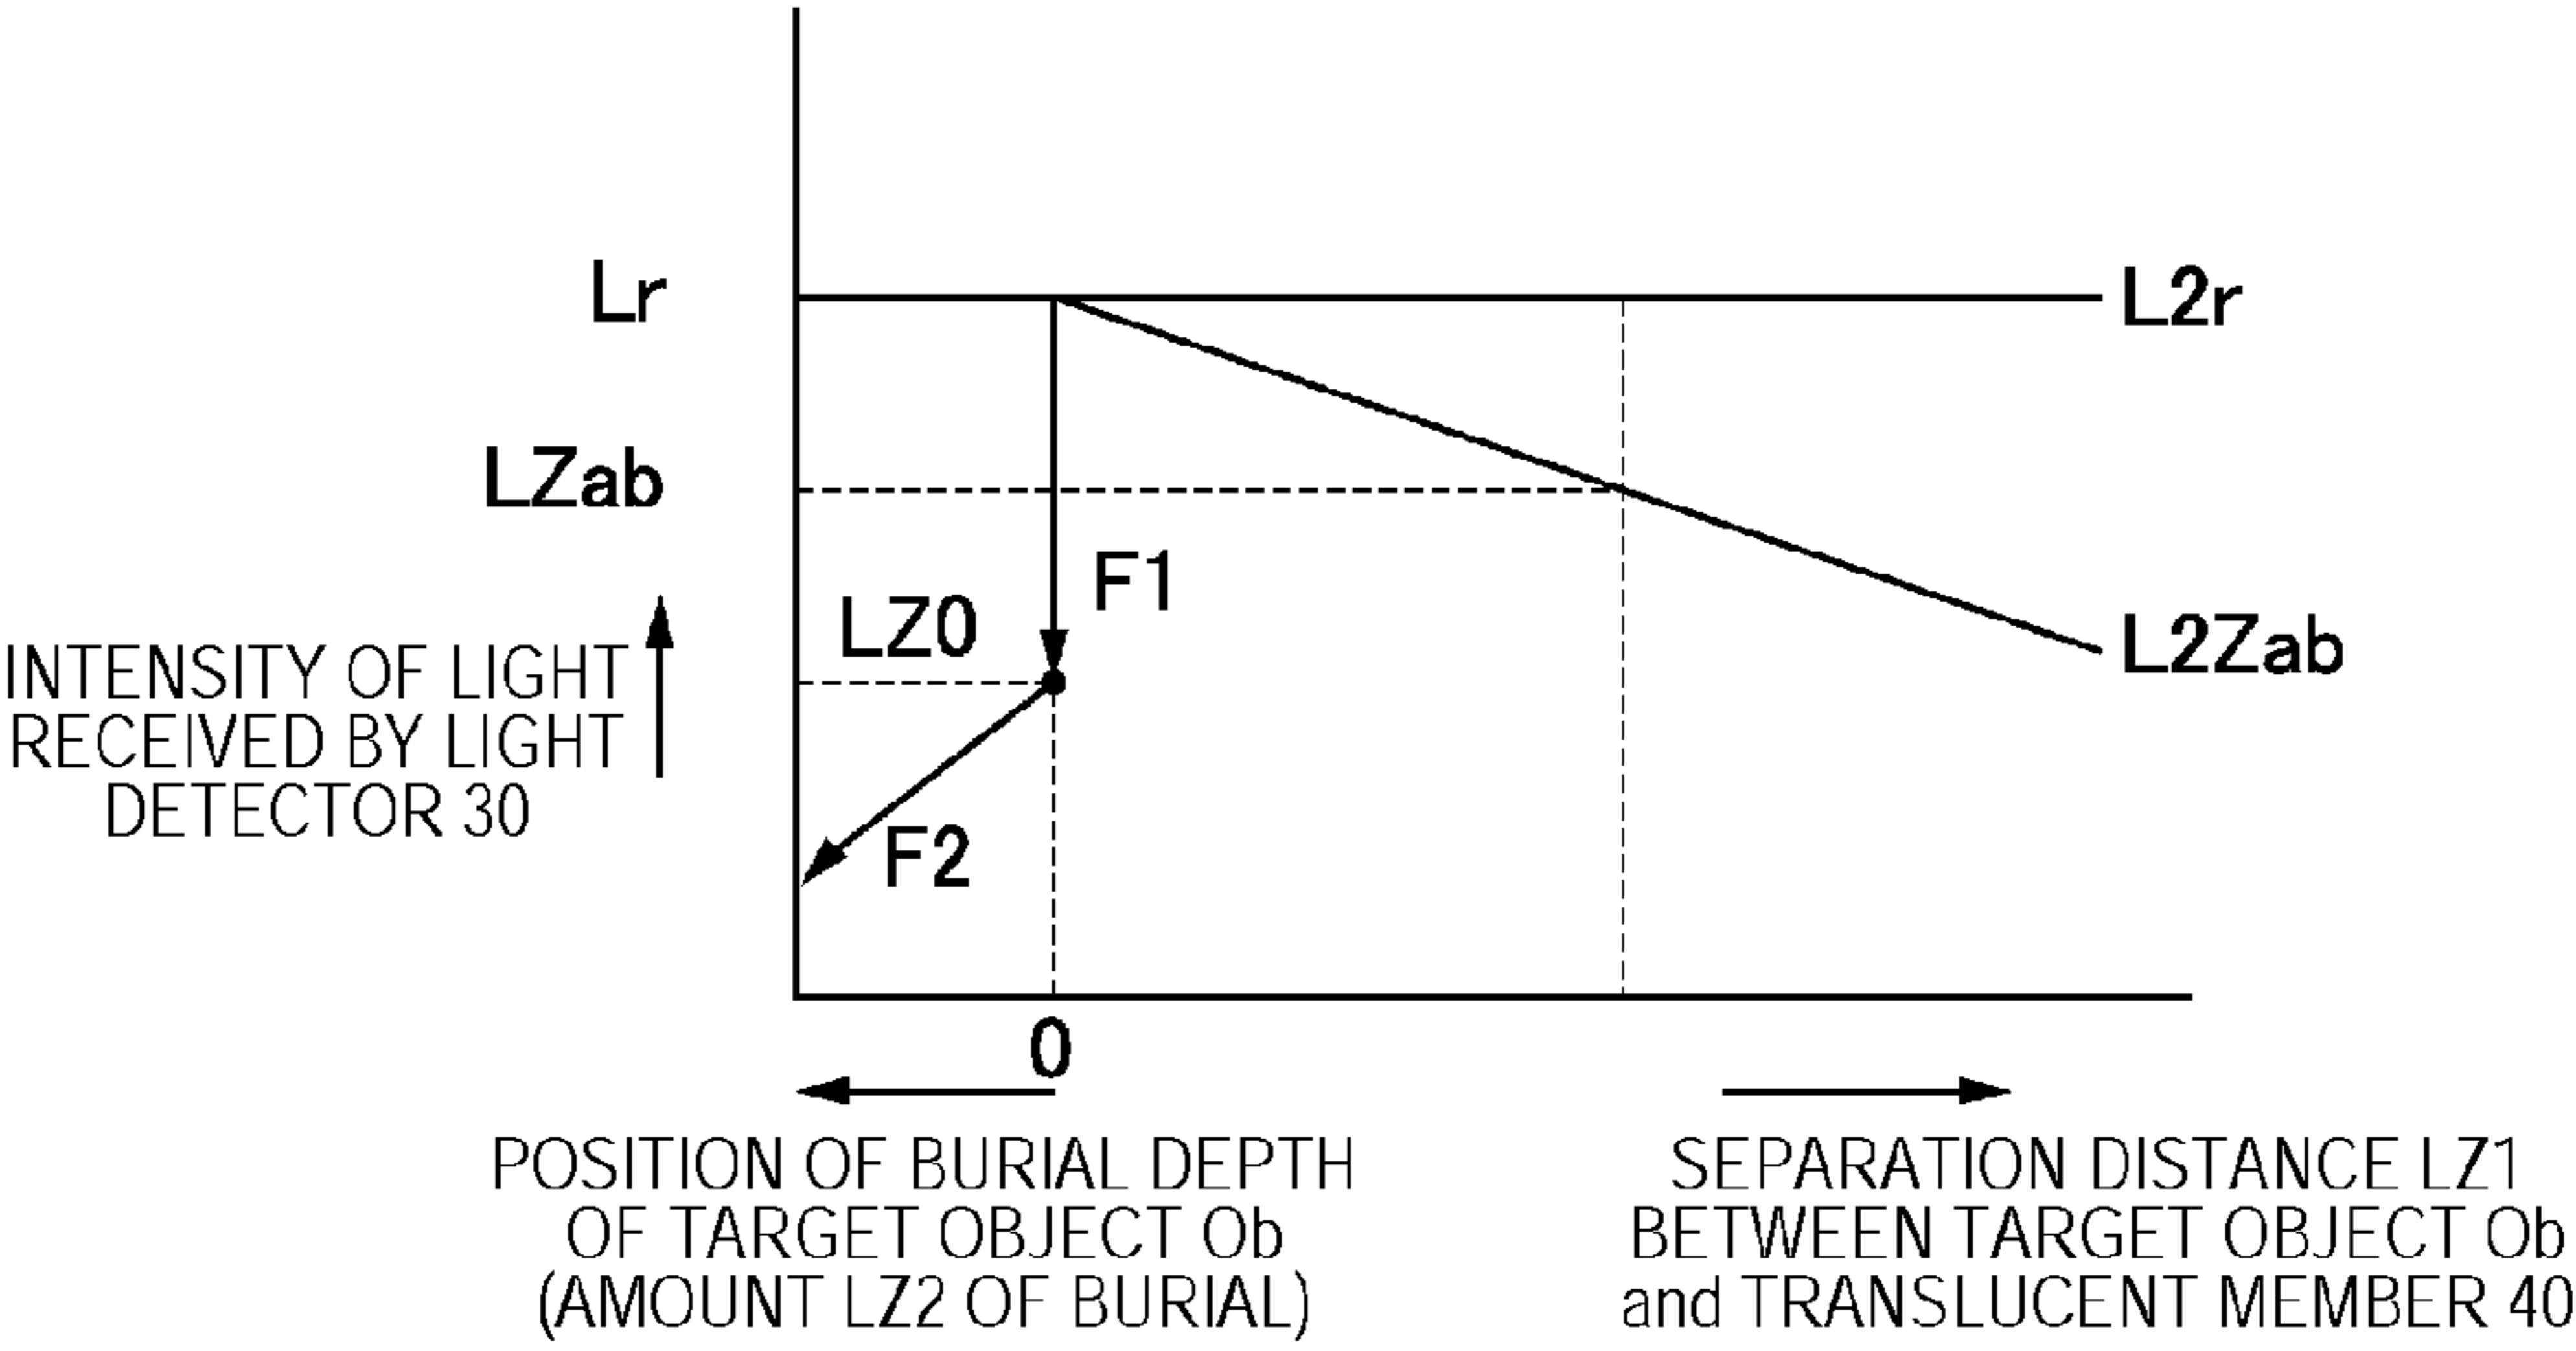 Lr
L2r
LZab
F1
LZ0
L2Zab
INTENSITY OF LIGHT
RECEIVED BY LIGHT
DETECTOR 30
F2
0
POSITION OF BURIAL DEPTH
OF TARGET OBJECT Ob
(AMOUNT LZ2 OF BURIAL)
SEPARATION DISTANCE LZ1
BETWEEN TARGET OBJECT Ob
and TRANSLUCENT MEMBER 40